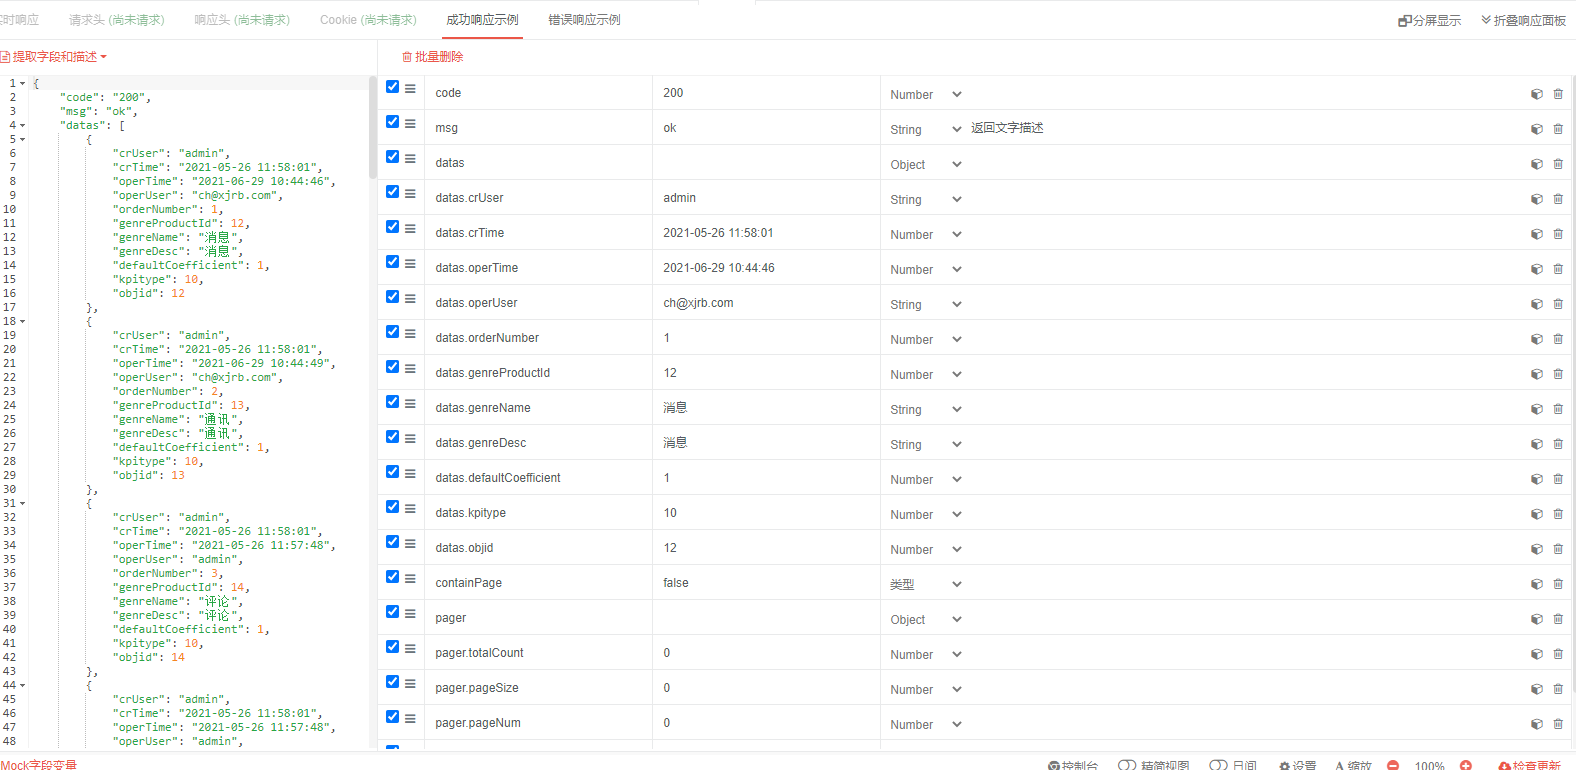 实时响应 请求头 (尚未请求) 响应头 (尚未请求) Cookie (尚未请求) 成功响应示例 错误响应示例 分屏显示 折叠响应面板
提取字段和描述 批量删除
1 {
2 "code": "200",
3 "msg": "ok",
4 "datas": [
5 {
6 "crUser": "admin",
7 "crTime": "2021-05-26 11:58:01",
8 "operTime": "2021-06-29 10:44:46",
9 "operUser": "ch@xjrb.com",
10 "orderNumber": 1,
11 "genreProductId": 12,
12 "genreName": "消息",
13 "genreDesc": "消息",
14 "defaultCoefficient": 1,
15 "kpitype": 10,
16 "objid": 12
17 },
18 {
19 "crUser": "admin",
20 "crTime": "2021-05-26 11:58:01",
21 "operTime": "2021-06-29 10:44:49",
22 "operUser": "ch@xjrb.com",
23 "orderNumber": 2,
24 "genreProductId": 13,
25 "genreName": "通讯",
26 "genreDesc": "通讯",
27 "defaultCoefficient": 1,
28 "kpitype": 10,
29 "objid": 13
30 },
31 {
32 "crUser": "admin",
33 "crTime": "2021-05-26 11:58:01",
34 "operTime": "2021-05-26 11:57:48",
35 "operUser": "admin",
36 "orderNumber": 3,
37 "genreProductId": 14,
38 "genreName": "评论",
39 "genreDesc": "评论",
40 "defaultCoefficient": 1,
41 "kpitype": 10,
42 "objid": 14
43 },
44 {
45 "crUser": "admin",
46 "crTime": "2021-05-26 11:58:01",
47 "operTime": "2021-05-26 11:57:48",
48 "operUser": "admin",
code 200 Number
msg ok String 返回文字描述
datas Object
datas.crUser admin String
datas.crTime 2021-05-26 11:58:01 Number
datas.operTime 2021-06-29 10:44:46 Number
datas.operUser ch@xjrb.com String
datas.orderNumber 1 Number
datas.genreProductId 12 Number
datas.genreName 消息 String
datas.genreDesc 消息 String
datas.defaultCoefficient 1 Number
datas.kpitype 10 Number
datas.objid 12 Number
containPage false 类型
pager Object
pager.totalCount 0 Number
pager.pageSize 0 Number
pager.pageNum 0 Number
Mock字段变量 控制台 精简视图 日间 设置 A 缩放 100% 检查更新